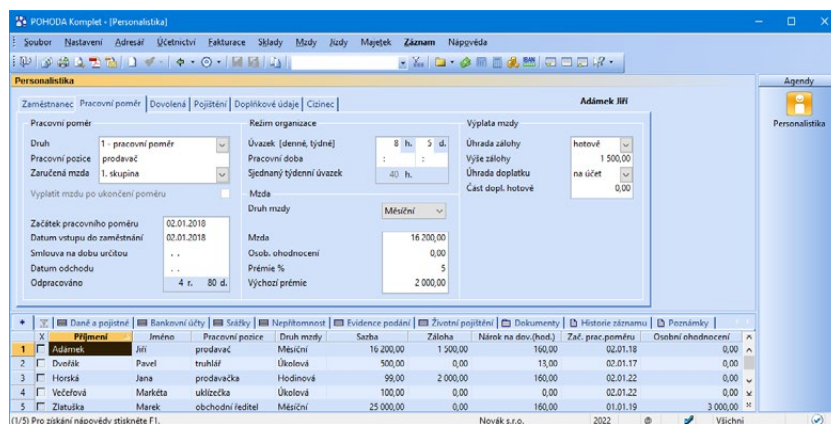 POHODA Komplet - [Personalistika]
Soubor Nastavení Adresář Účetnictví Fakturace Sklady Mzdy Jízdy Majetek Záznam Nápověda
Personalistika Agendy
Zaměstnanec Pracovní poměr Dovolená Pojištění Doplňkové údaje Cizinec Adámek Jiří
Personalistika
Pracovní poměr Režim organizace Výplata mzdy
Druh 1 - pracovní poměr Úvazek [denně, týdně] 8 h. 5 d. Úhrada zálohy hotově
Pracovní pozice prodavač Pracovní doba : : Výše zálohy 1 500,00
Zaručená mzda 1. skupina Sjednaný týdenní úvazek 40 h. Úhrada doplatku na účet
Vyplatit mzdu po ukončení poměru Mzda Část dopl. hotově 0,00
Druh mzdy Měsíční
Začátek pracovního poměru 02.01.2018
Datum vstupu do zaměstnání 02.01.2018 Mzda 16 200,00
Smlouva na dobu určitou . . Osob. ohodnocení 0,00
Datum odchodu . . Prémie % 5
Odpracováno 4 r. 80 d. Výchozí prémie 2 000,00
* Daně a pojistné Bankovní účty Srážky Nepřítomnost Evidence podání Životní pojištění Dokumenty Historie záznamu Poznámky
X Příjmení Jméno Pracovní pozice Druh mzdy Sazba Záloha Nárok na dov.(hod.) Zač. prac.poměru Osobní ohodnocení
1 Adámek Jiří prodavač Měsíční 16 200,00 1 500,00 160,00 02.01.18 0,00
2 Dvořák Pavel truhlář Úkolová 500,00 0,00 13,00 02.01.17 0,00
3 Horská Jana prodavačka Hodinová 99,00 2 000,00 160,00 02.01.22 0,00
4 Večeřová Markéta uklízečka Úkolová 100,00 0,00 0,00 02.01.22 0,00
5 Zlatuška Marek obchodní ředitel Měsíční 25 000,00 0,00 160,00 01.01.19 3 000,00
(1/5) Pro získání nápovědy stiskněte F1. Novák s.r.o. 2022 @ Všichni